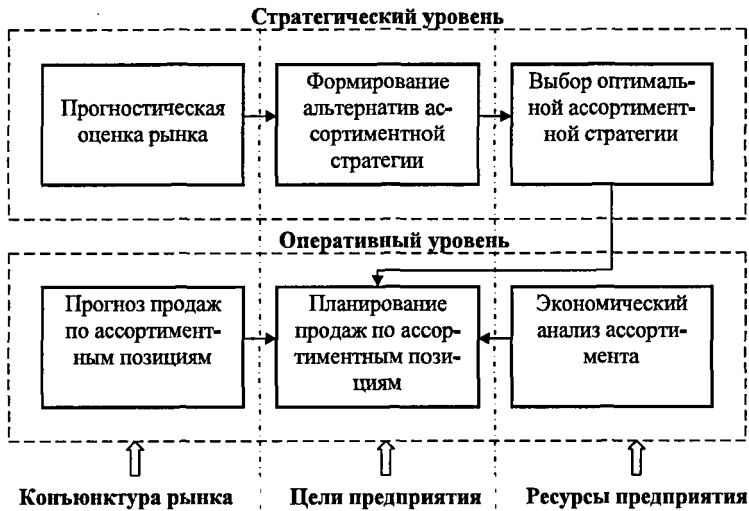 Стратегический уровень
Прогностическая
оценка рынка
Формирование
альтернатив ас-
сортиментной
стратегии
Выбор оптималь-
ной ассортимент-
ной стратегии
Оперативный уровень
Прогноз продаж
по ассортимент-
ным позициям
Планирование
продаж по ассор-
тиментным пози-
циям
Экономический
анализ ассорти-
мента
Конъюнктура рынка
Цели предприятия
Ресурсы предприятия